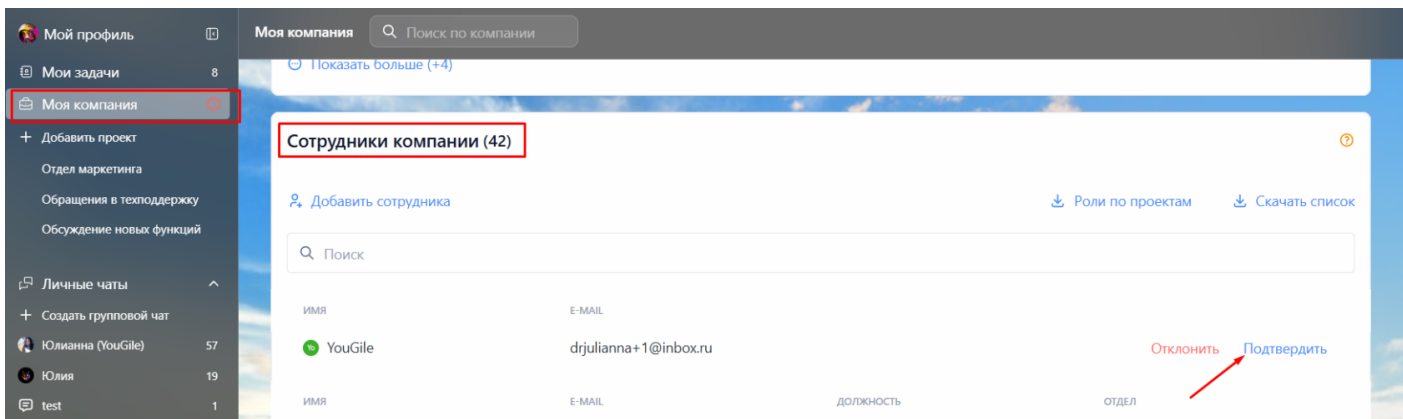 Мой профиль
Мои задачи 8
Моя компания
Добавить проект
Отдел маркетинга
Обращения в техподдержку
Обсуждение новых функций
Личные чаты
Создать групповой чат
Юлианна (YouGile) 57
Юлия 19
test 1
Моя компания Поиск по компании
Показать больше (+4)
Сотрудники компании (42)
Добавить сотрудника Роли по проектам Скачать список
Поиск
ИМЯ E-MAIL
Yo YouGile drjulianna+1@inbox.ru Отклонить Подтвердить
ИМЯ E-MAIL ДОЛЖНОСТЬ ОТДЕЛ